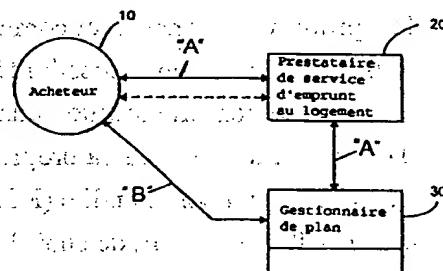 10
20
"A"
Acheteur
Prestataire
de service
d'emprunt
au logement
"A"
"B"
30
Gestionnaire
de plan